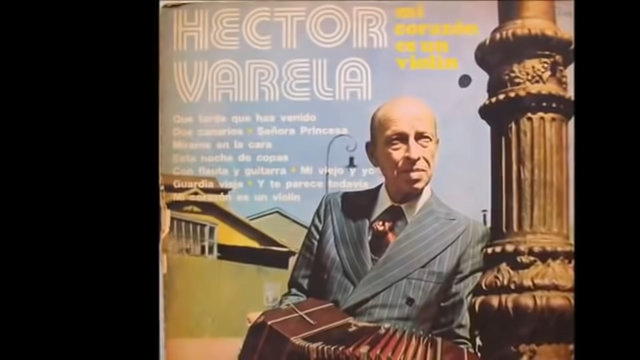 HECTOR
VARELA
mi
corazón
es un
violín
Que tarde que has venido
Dos canarios • Señora Princesa
Mirame en la cara
Esta noche de copas
Con flauta y guitarra • Mi viejo y yo
Guardia vieja • Y te parece todavía
Mi corazón es un violín